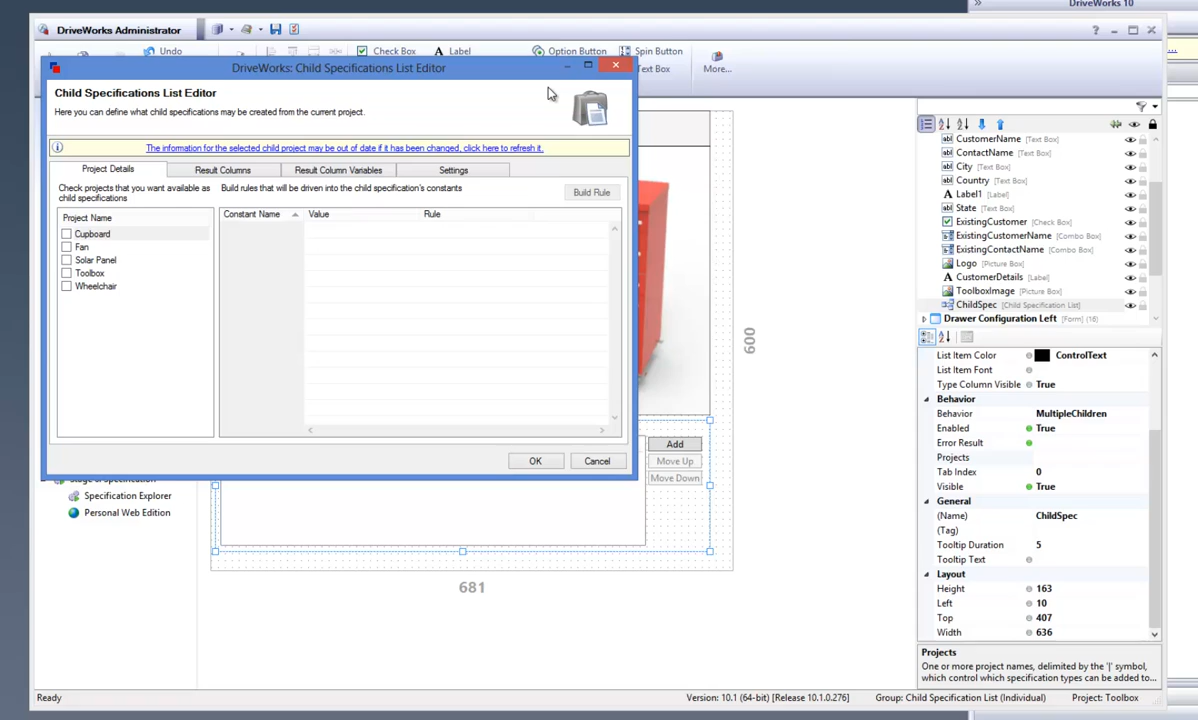 DriveWorks 10
DriveWorks Administrator
Undo
Check Box
Label
Option Button
Spin Button
Text Box
More...
DriveWorks: Child Specifications List Editor
Child Specifications List Editor
Here you can define what child specifications may be created from the current project.
The information for the selected child project may be out of date if it has been changed, click here to refresh it.
Project Details
Result Columns
Result Column Variables
Settings
Check projects that you want available as child specifications
Build rules that will be driven into the child specification's constants
Build Rule
Project Name
Cupboard
Fan
Solar Panel
Toolbox
Wheelchair
Constant Name
Value
Rule
OK
Cancel
Add
Move Up
Move Down
600
681
Specification Explorer
Personal Web Edition
CustomerName [Text Box]
ContactName [Text Box]
City [Text Box]
Country [Text Box]
Label1 [Label]
State [Text Box]
ExistingCustomer [Check Box]
ExistingCustomerName [Combo Box]
ExistingContactName [Combo Box]
Logo [Picture Box]
CustomerDetails [Label]
ToolboxImage [Picture Box]
ChildSpec [Child Specification List]
Drawer Configuration Left [Form] (18)
List Item Color ControlText
List Item Font
Type Column Visible True
Behavior
Behavior MultipleChildren
Enabled True
Error Result
Projects
Tab Index 0
Visible True
General
(Name) ChildSpec
(Tag)
Tooltip Duration 5
Tooltip Text
Layout
Height 163
Left 10
Top 407
Width 636
Projects
One or more project names, delimited by the '|' symbol,
which control which specification types can be added to...
Ready
Version: 10.1 (64-bit) [Release 10.1.0.276]
Group: Child Specification List (Individual)
Project: Toolbox